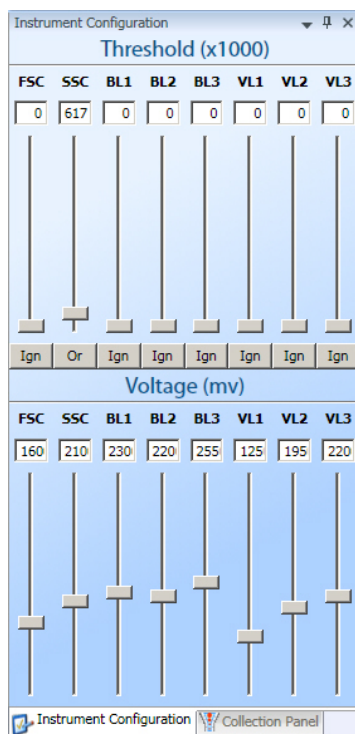 Instrument Configuration
Threshold (x1000)
FSC SSC BL1 BL2 BL3 VL1 VL2 VL3
0 617 0 0 0 0 0 0
Ign Or Ign Ign Ign Ign Ign Ign
Voltage (mv)
FSC SSC BL1 BL2 BL3 VL1 VL2 VL3
160 210 230 220 255 125 195 220
Instrument Configuration Collection Panel